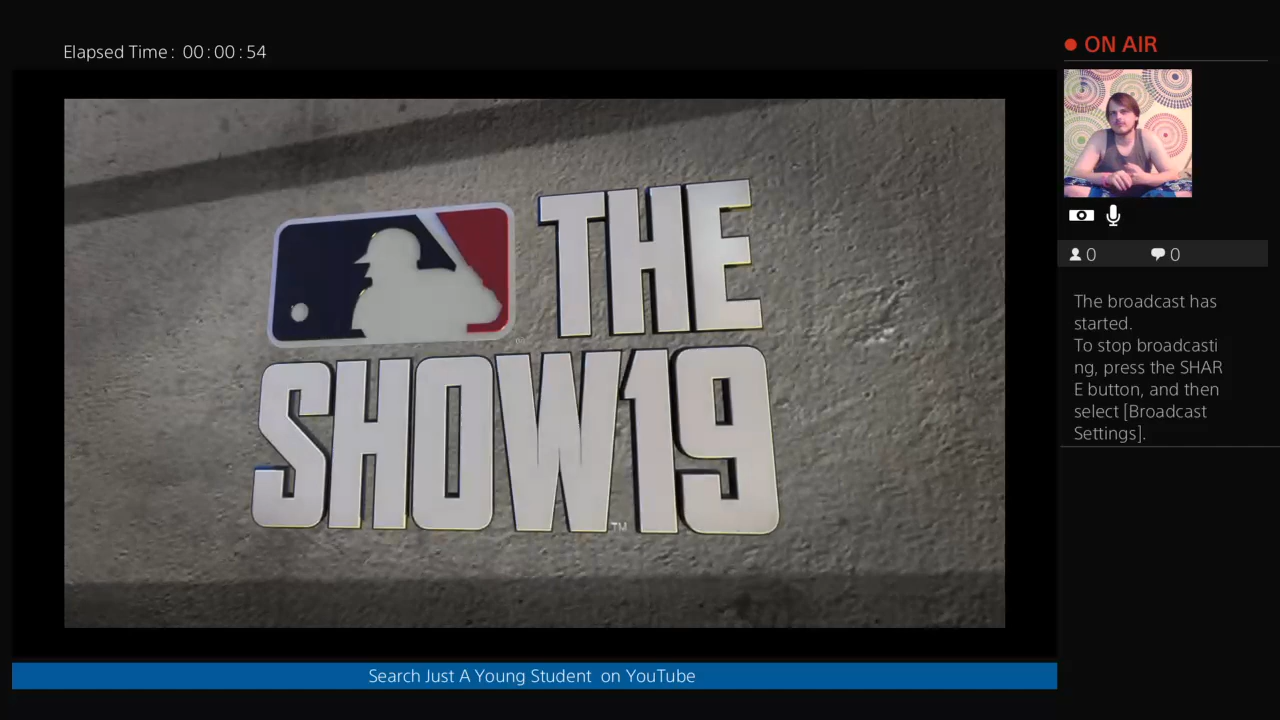 Elapsed Time: 00:00:54
ON AIR
THE
SHOW19
TM
0 0
The broadcast has
started.
To stop broadcasti
ng, press the SHAR
E button, and then
select [Broadcast
Settings].
Search Just A Young Student on YouTube